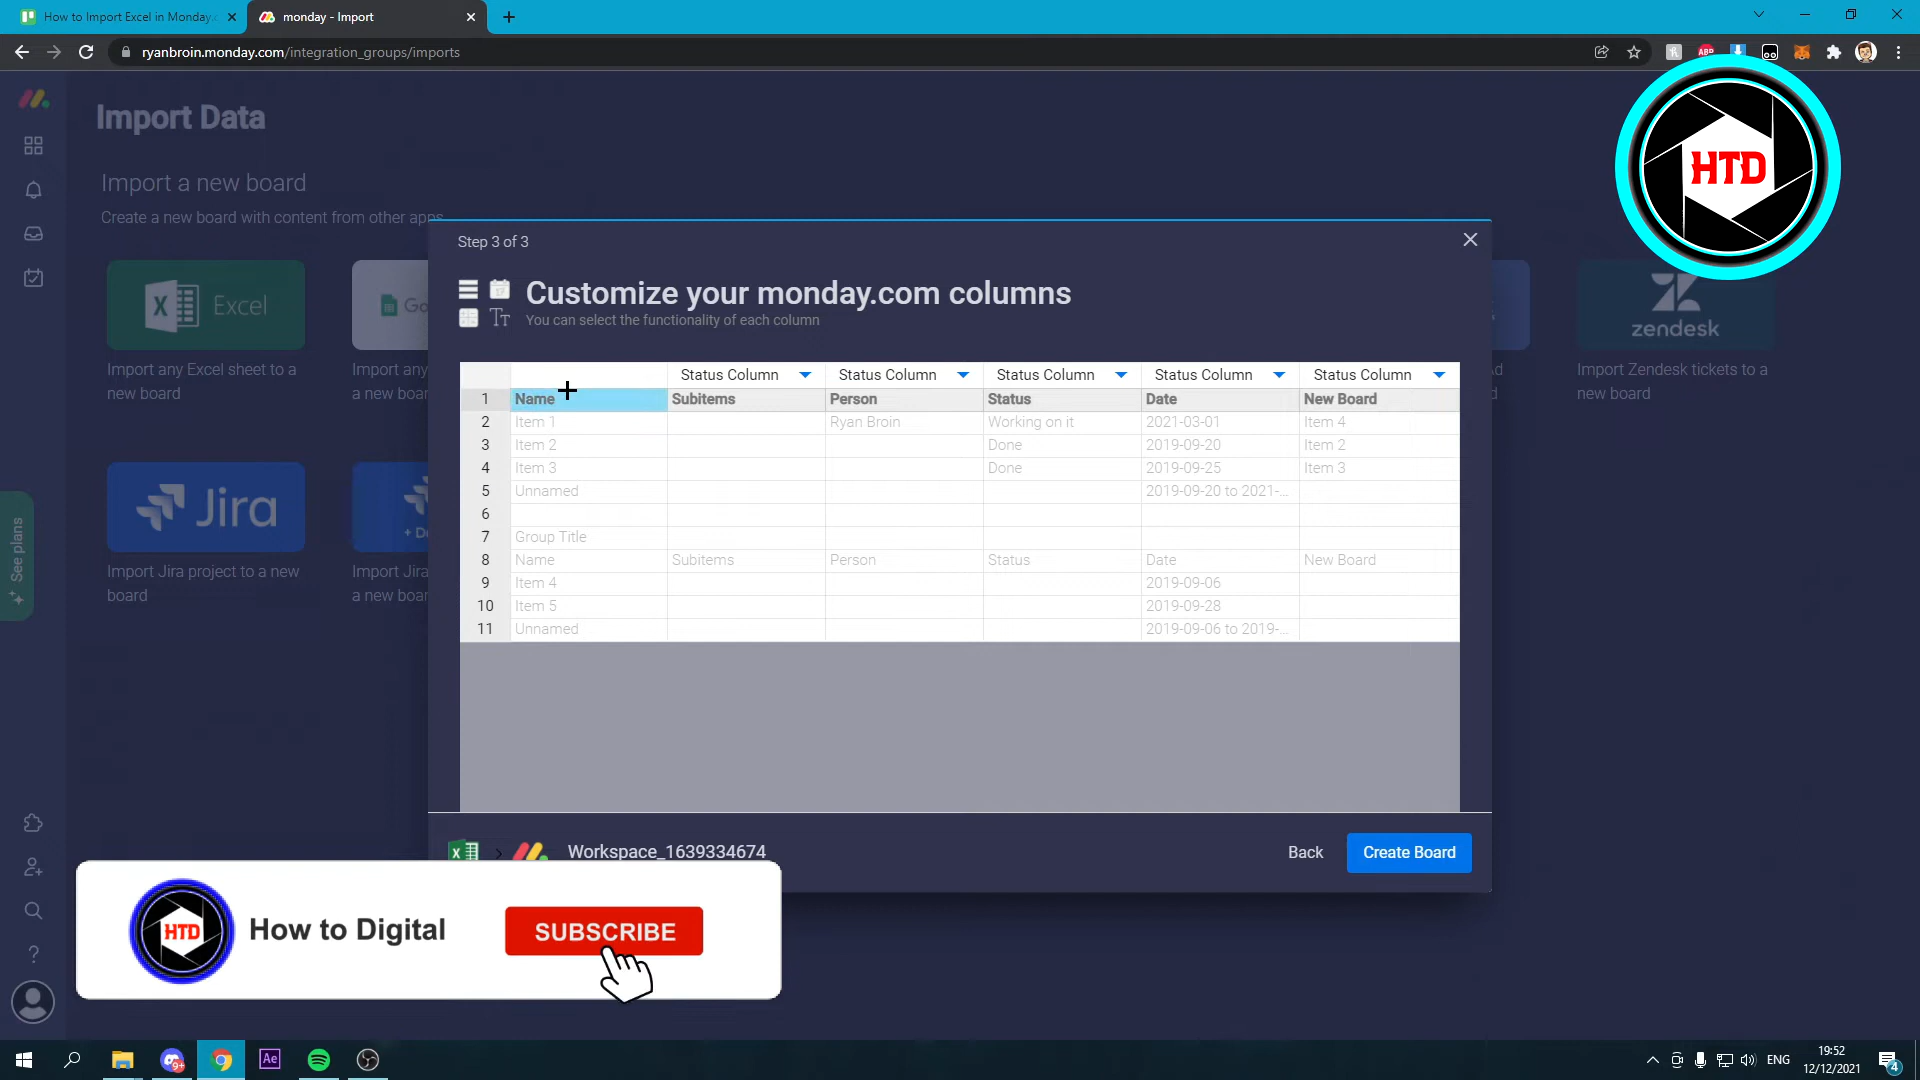 How to Import Excel in Monday.
monday - Import
ryanbroin.monday.com/integration_groups/imports
Import Data
Import a new board
Create a new board with content from other apps
Excel
Import any Excel sheet to a new board
Import any
a new boar
zendesk
Import Zendesk tickets to a new board
Jira
Import Jira project to a new board
+ De
Import Jira
a new boar
See plans
HTD
Step 3 of 3
Customize your monday.com columns
You can select the functionality of each column
Status Column Status Column Status Column Status Column Status Column
1 Name Subitems Person Status Date New Board
2 Item 1 Ryan Broin Working on it 2021-03-01 Item 4
3 Item 2 Done 2019-09-20 Item 2
4 Item 3 Done 2019-09-25 Item 3
5 Unnamed 2019-09-20 to 2021-...
6
7 Group Title
8 Name Subitems Person Status Date New Board
9 Item 4 2019-09-06
10 Item 5 2019-09-28
11 Unnamed 2019-09-06 to 2019-...
Workspace_1639334674
Back
Create Board
HTD
How to Digital
SUBSCRIBE
9+
Ae
ENG
19:52
12/12/2021
4